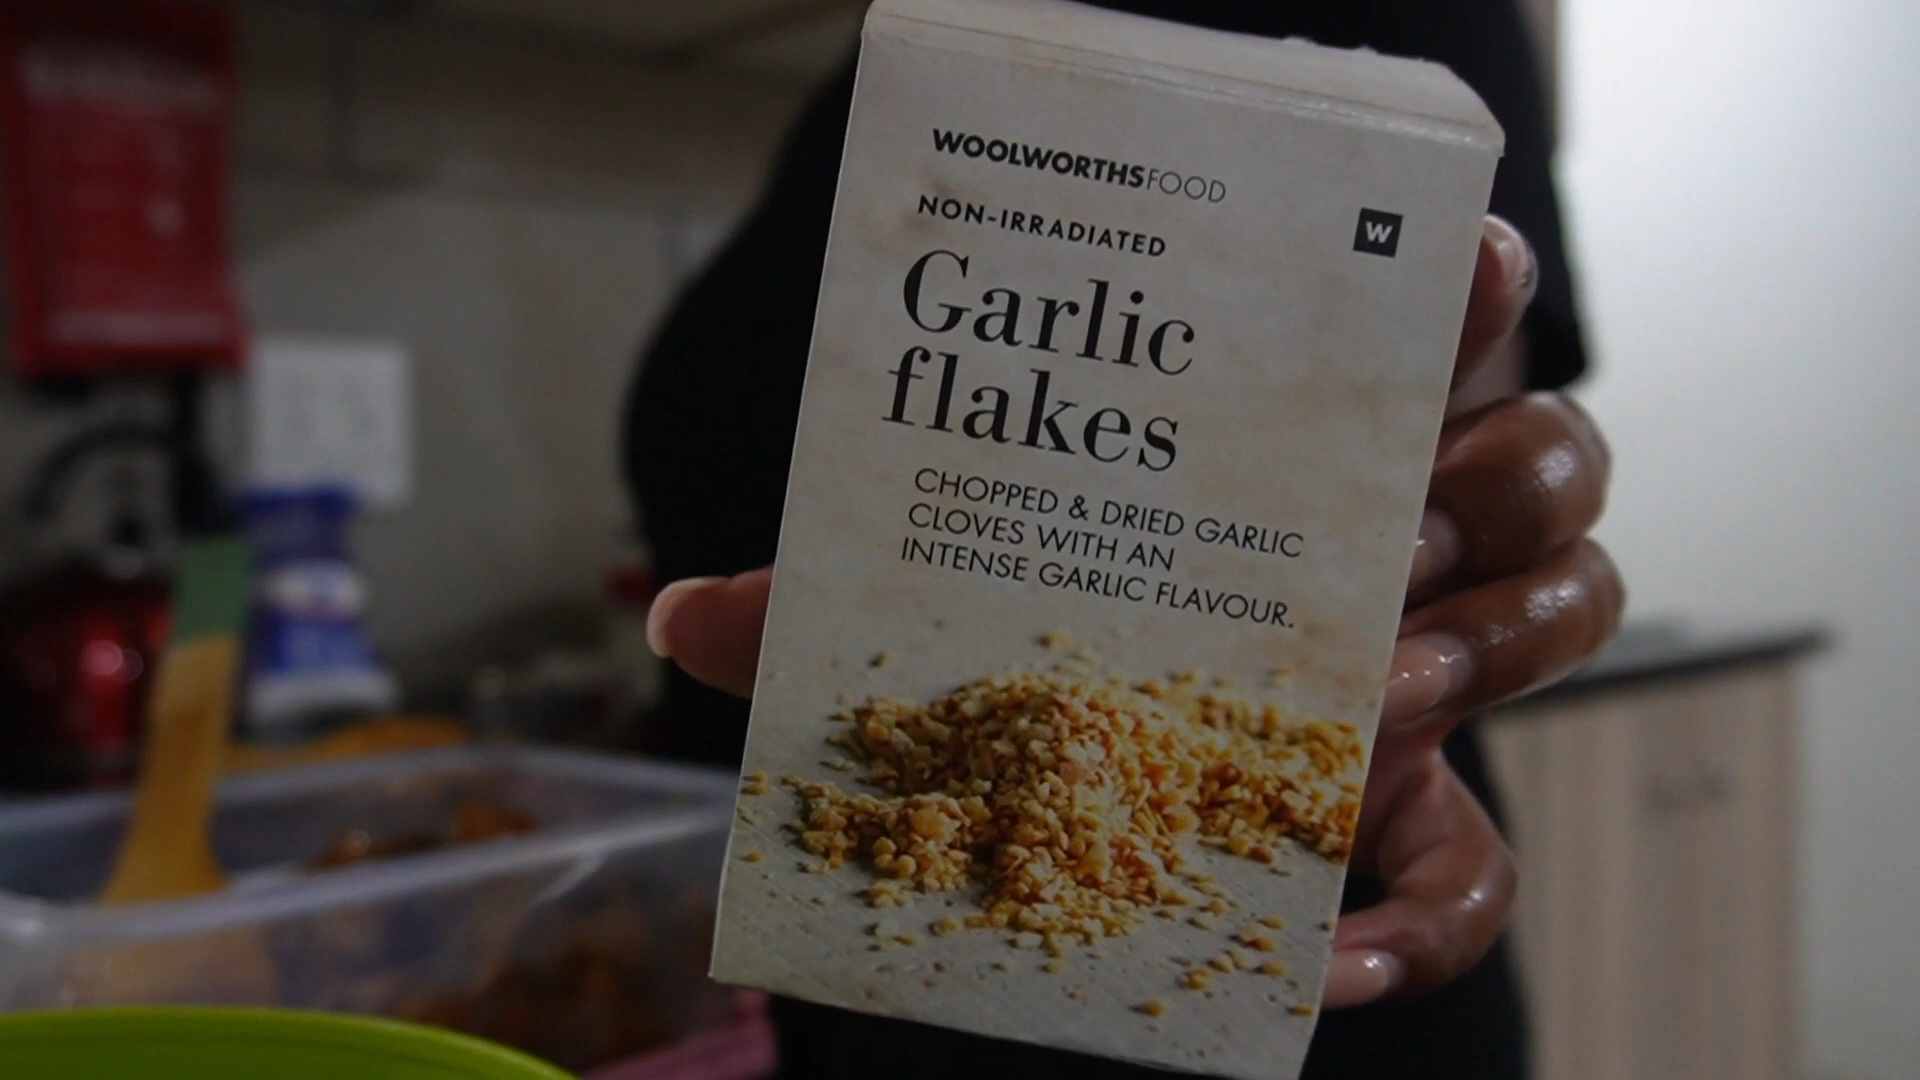 WOOLWORTHSFOOD
NON-IRRADIATED
W
Garlic
flakes
CHOPPED & DRIED GARLIC
CLOVES WITH AN
INTENSE GARLIC FLAVOUR.